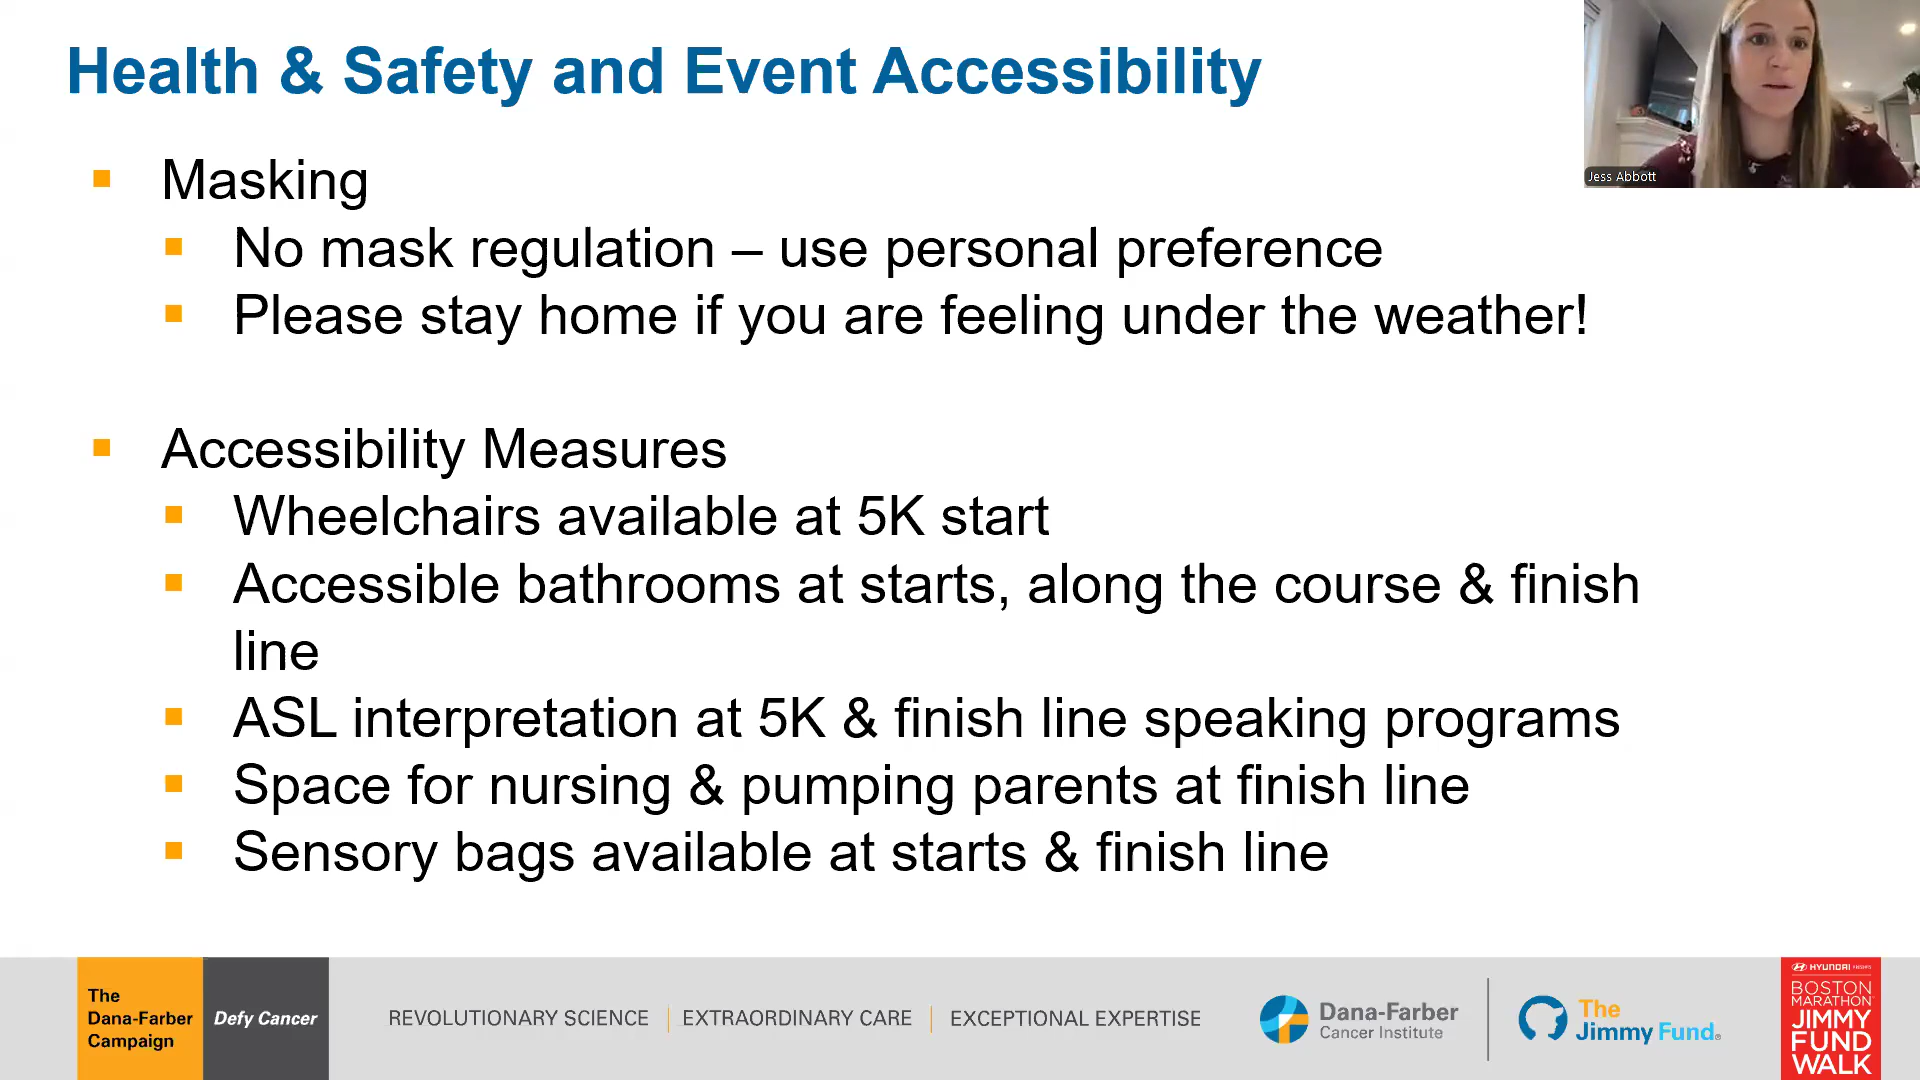 Health & Safety and Event Accessibility
Jess Abbott
Masking
No mask regulation – use personal preference
Please stay home if you are feeling under the weather!
Accessibility Measures
Wheelchairs available at 5K start
Accessible bathrooms at starts, along the course & finish
line
ASL interpretation at 5K & finish line speaking programs
Space for nursing & pumping parents at finish line
Sensory bags available at starts & finish line
The
Dana-Farber
Campaign
Defy Cancer
REVOLUTIONARY SCIENCE | EXTRAORDINARY CARE | EXCEPTIONAL EXPERTISE
Dana-Farber
Cancer Institute
The
Jimmy Fund®
HYUNDAI PRESENTS
BOSTON
MARATHON
JIMMY
FUND
WALK